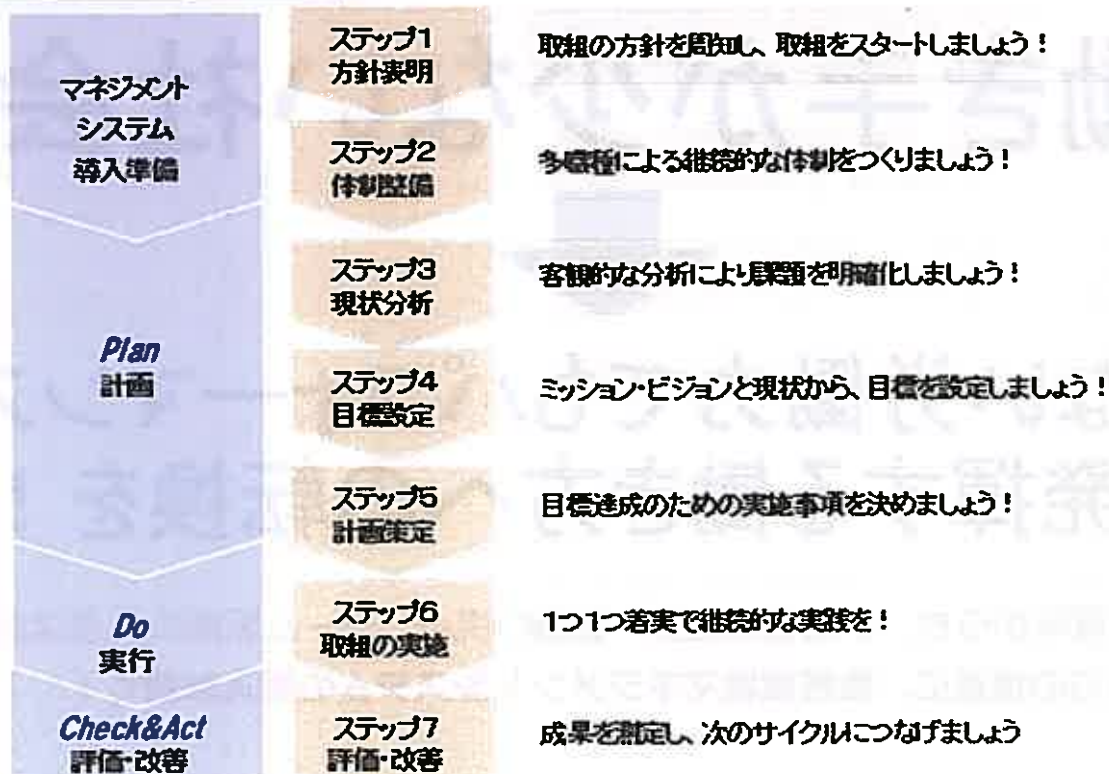 マネジメント
システム
導入準備
ステップ1
方針表明
取組の方針を周知し、取組をスタートしましょう！
ステップ2
体制整備
多職種による継続的な体制をつくりましょう！
Plan
計画
ステップ3
現状分析
客観的な分析により課題を明確化しましょう！
ステップ4
目標設定
ミッション・ビジョンと現状から、目標を設定しましょう！
ステップ5
計画策定
目標達成のための実施事項を決めましょう！
Do
実行
ステップ6
取組の実施
1つ1つ着実で継続的な実践を！
Check&Act
評価・改善
ステップ7
評価・改善
成果を測定し、次のサイクルにつなげましょう